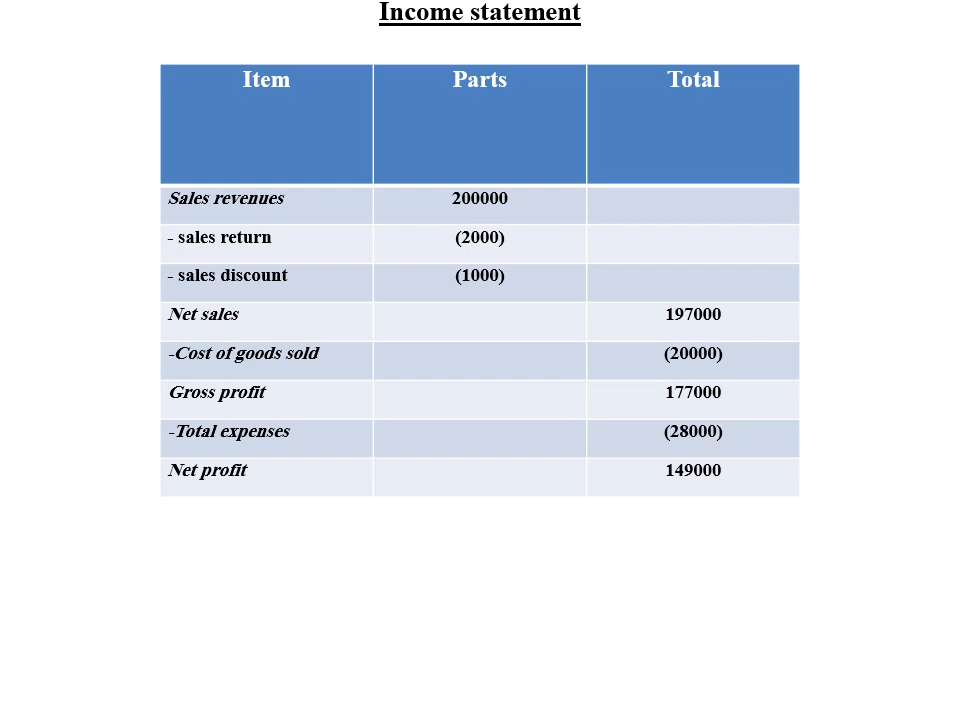 Income statement
Item Parts Total
Sales revenues 200000
- sales return (2000)
- sales discount (1000)
Net sales 197000
-Cost of goods sold (20000)
Gross profit 177000
-Total expenses (28000)
Net profit 149000